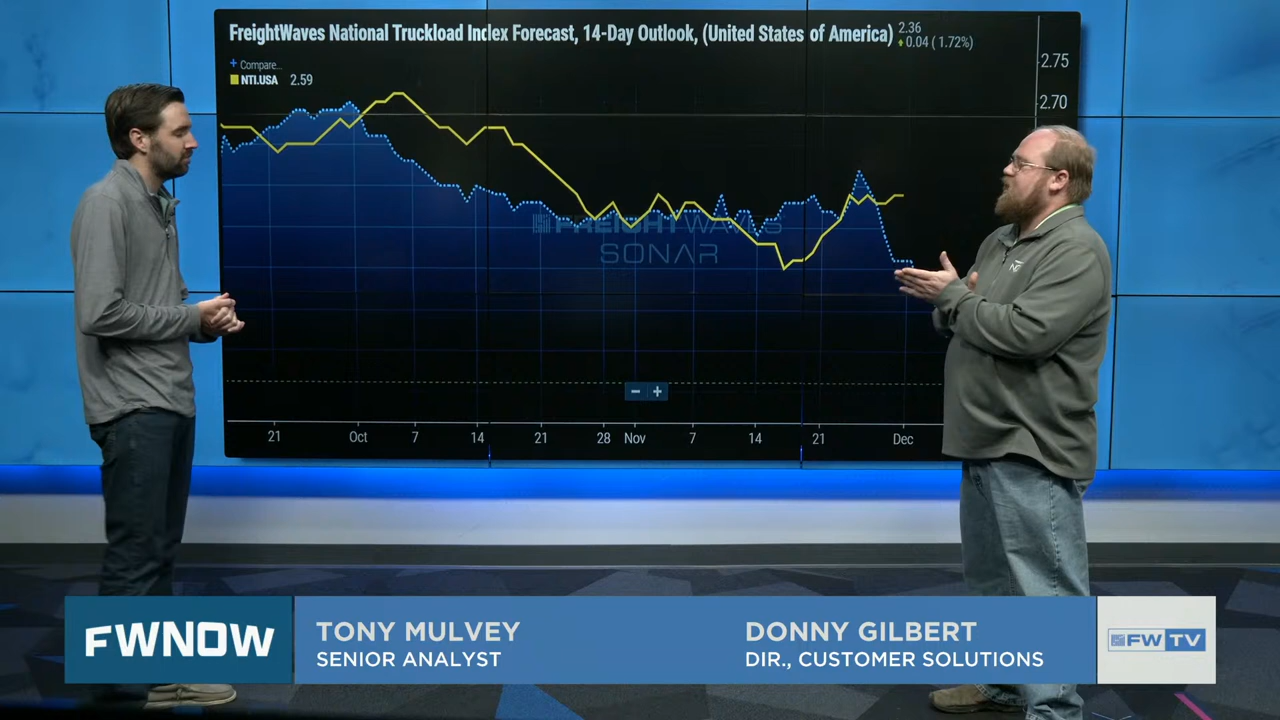 FreightWaves National Truckload Index Forecast, 14-Day Outlook, (United States of America) 2.36
0.04 (1.72%)
+ Compare...
NTI.USA 2.59
2.75
2.70
FREIGHTWAVES
SONAR
− +
21 Oct 7 14 21 28 Nov 7 14 21 Dec
FWNOW
TONY MULVEY
SENIOR ANALYST
DONNY GILBERT
DIR., CUSTOMER SOLUTIONS
FWTV